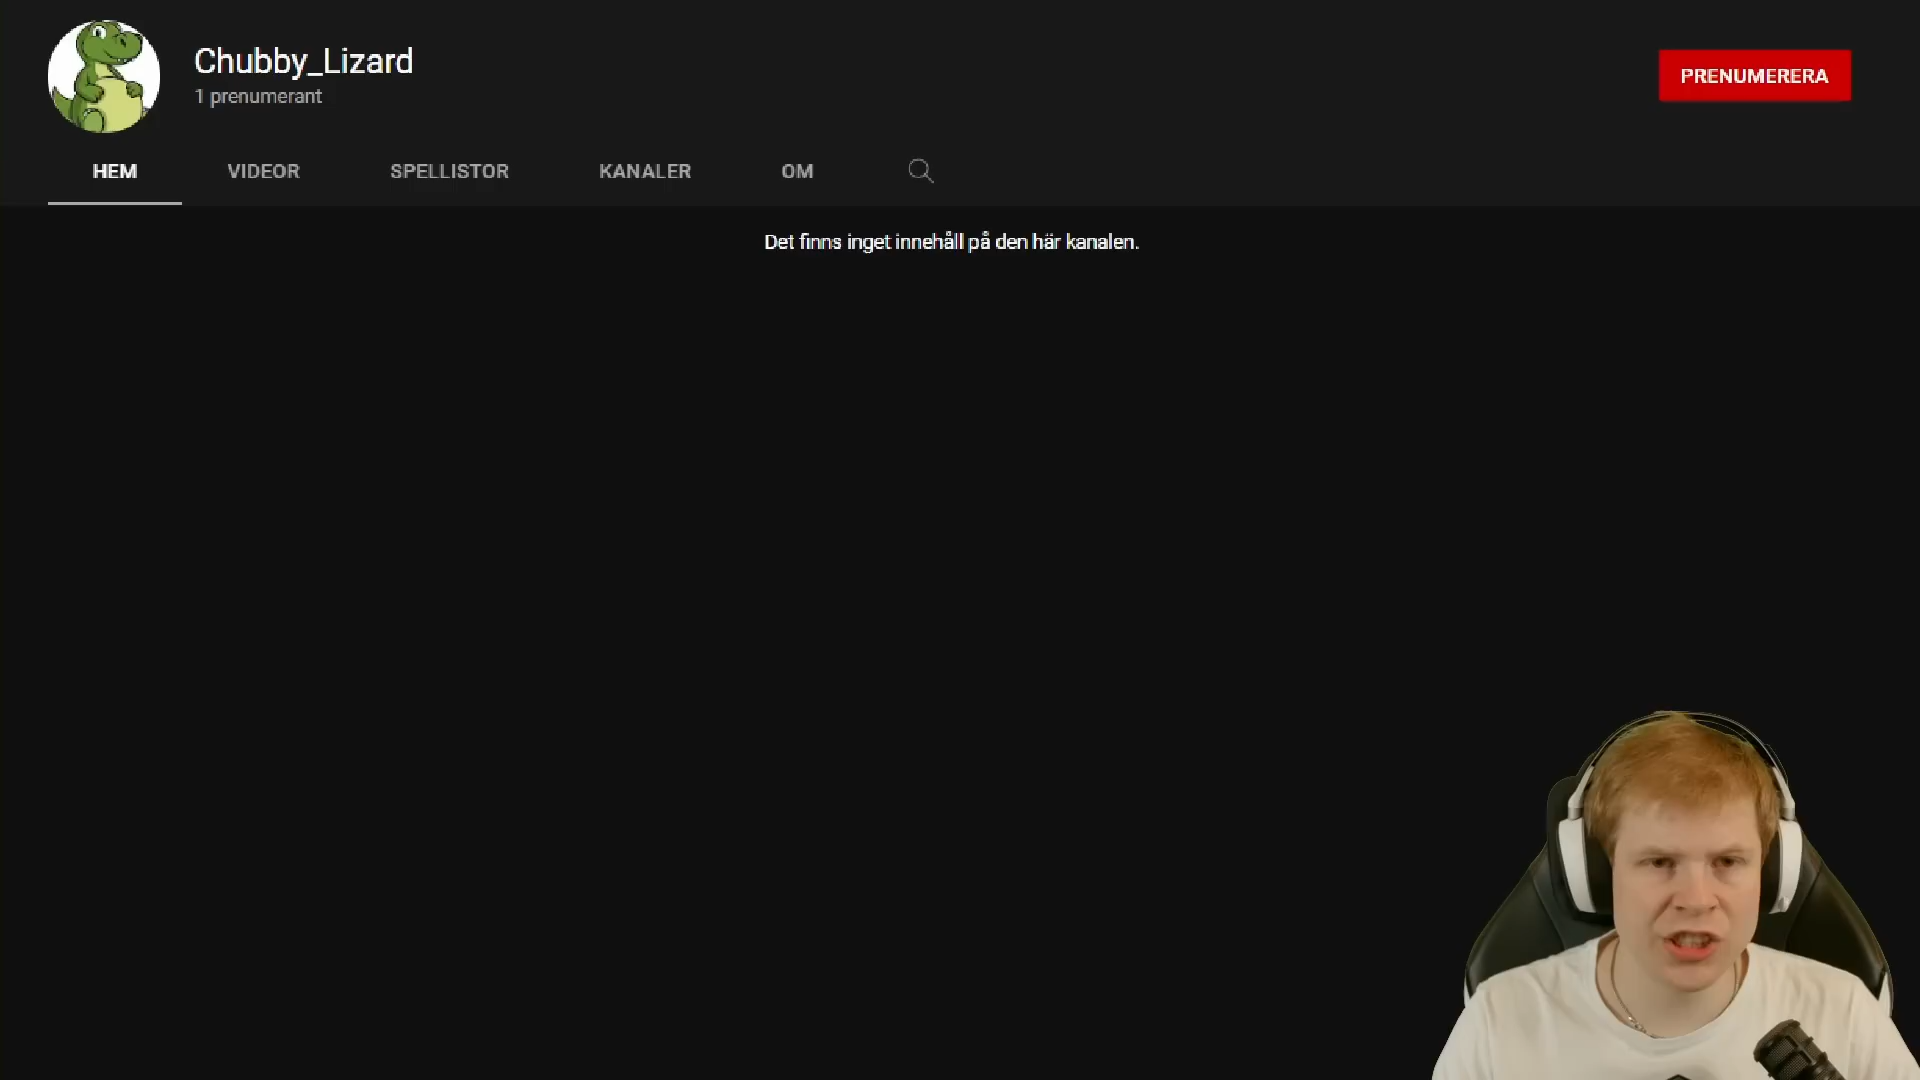 Chubby_Lizard
1 prenumerant
PRENUMERERA
HEM
VIDEOR
SPELLISTOR
KANALER
OM
Det finns inget innehåll på den här kanalen.